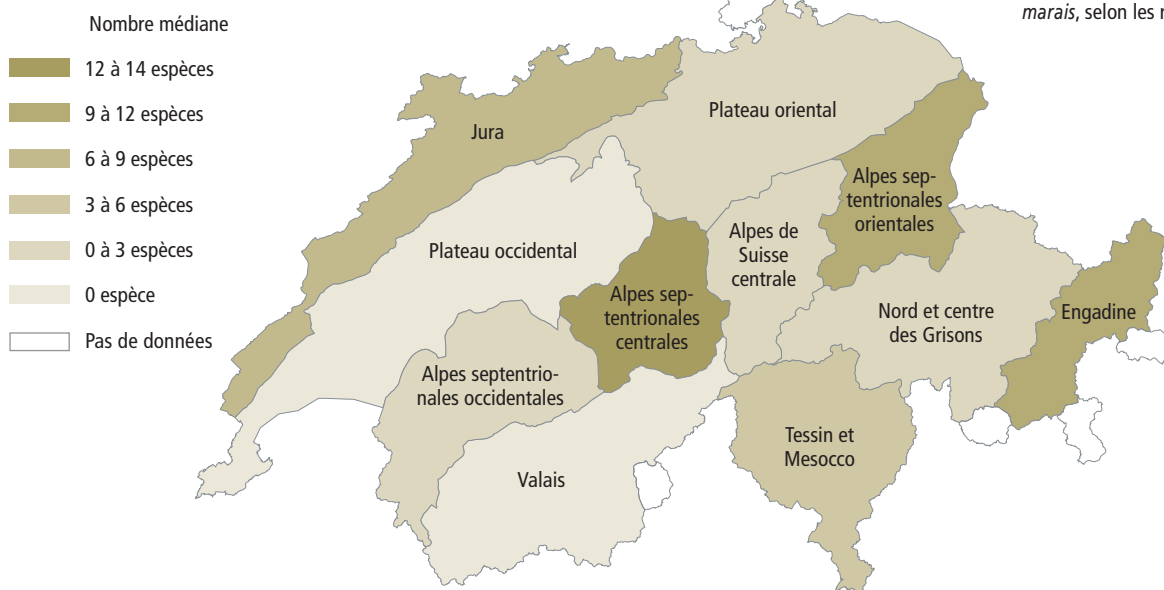 marais, selon les
Nombre médiane
12 à 14 espèces
9 à 12 espèces
6 à 9 espèces
3 à 6 espèces
0 à 3 espèces
0 espèce
Pas de données
Jura
Plateau oriental
Alpes sep-
tentrionales
orientales
Alpes de
Suisse
centrale
Plateau occidental
Alpes sep-
tentrionales
centrales
Nord et centre
des Grisons
Engadine
Alpes septentrio-
nales occidentales
Tessin et
Mesocco
Valais